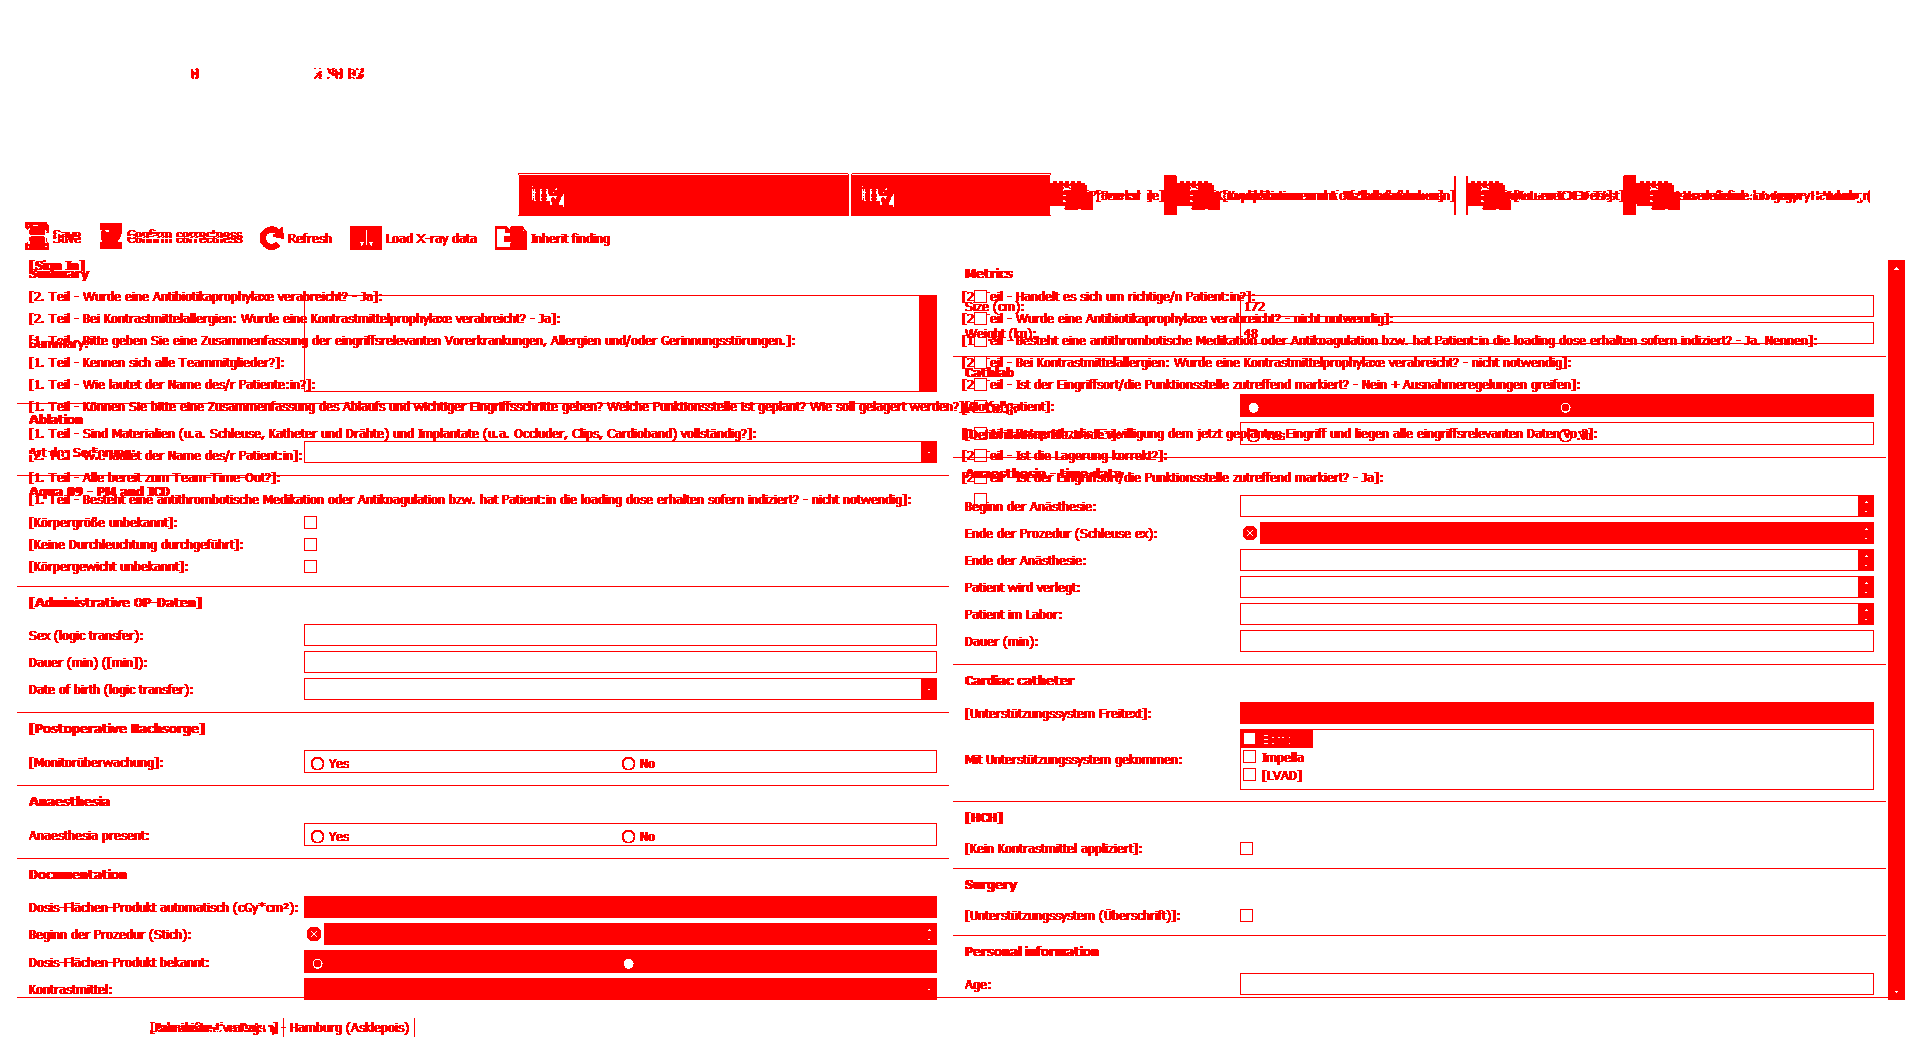 Save Confirm correctness Refresh Load X-ray data Inherit finding
[Sign In]
Summary
Metrics
[2. Teil - Wurde eine Antibiotikaprophylaxe verabreicht? - Ja]:
[2. Teil - Handelt es sich um richtige/n Patient:in?]:
Size (cm): 172
[2. Teil - Bei Kontrastmittelallergien: Wurde eine Kontrastmittelprophylaxe verabreicht? - Ja]:
[2. Teil - Wurde eine Antibiotikaprophylaxe verabreicht? - nicht notwendig]:
Weight (kg): 48
[1. Teil - Bitte geben Sie eine Zusammenfassung der eingriffsrelevanten Vorerkrankungen, Allergien und/oder Gerinnungsstörungen.]:
Summary:
[1. Teil - Besteht eine antithrombotische Medikation oder Antikoagulation bzw. hat Patient:in die loading dose erhalten sofern indiziert? - Ja. Nennen]:
[1. Teil - Kennen sich alle Teammitglieder?]:
[2. Teil - Bei Kontrastmittelallergien: Wurde eine Kontrastmittelprophylaxe verabreicht? - nicht notwendig]:
Cathlab
[1. Teil - Wie lautet der Name des/r Patiente:in?]:
[2. Teil - Ist der Eingriffsort/die Punktionsstelle zutreffend markiert? - Nein + Ausnahmeregelungen greifen]:
[1. Teil - Können Sie bitte eine Zusammenfassung des Ablaufs und wichtiger Eingriffsschritte geben? Welche Punktionsstelle ist geplant? Wie soll gelagert werden?]:
Ablation
[1. Teil - Sind Materialien (u.a. Schleuse, Katheter und Drähte) und Implantate (u.a. Occluder, Clips, Cardioband) vollständig?]:
Art der Sedierung:
[2. Teil - Wie lautet der Name des/r Patient:in]:
[2. Teil - Ist die Lagerung korrekt?]:
[1. Teil - Alle bereit zum Team-Time-Out?]:
Anaesthesia - time data
[2. Teil - Ist der Eingriffsort/die Punktionsstelle zutreffend markiert? - Ja]:
Aqua 09 - PM and ICD
[1. Teil - Besteht eine antithrombotische Medikation oder Antikoagulation bzw. hat Patient:in die loading dose erhalten sofern indiziert? - nicht notwendig]:
Beginn der Anästhesie:
[Körpergröße unbekannt]:
Ende der Prozedur (Schleuse ex):
[Keine Durchleuchtung durchgeführt]:
Ende der Anästhesie:
[Körpergewicht unbekannt]:
Patient wird verlegt:
[Administrative OP-Daten]
Patient im Labor:
Sex (logic transfer):
Dauer (min):
Dauer (min) ([min]):
Date of birth (logic transfer):
Cardiac catheter
[Postoperative Nachsorge]
[Unterstützungssystem Freitext]:
[Monitorüberwachung]: Yes No
Mit Unterstützungssystem gekommen:
Impella
[LVAD]
Anaesthesia
[HCH]
Anaesthesia present: Yes No
[Kein Kontrastmittel appliziert]:
Documentation
Surgery
Dosis-Flächen-Produkt automatisch (cGy*cm²):
[Unterstützungssystem (Überschrift)]:
Beginn der Prozedur (Stich):
Personal information
Dosis-Flächen-Produkt bekannt:
Age:
Kontrastmittel:
- Hamburg (Asklepois)